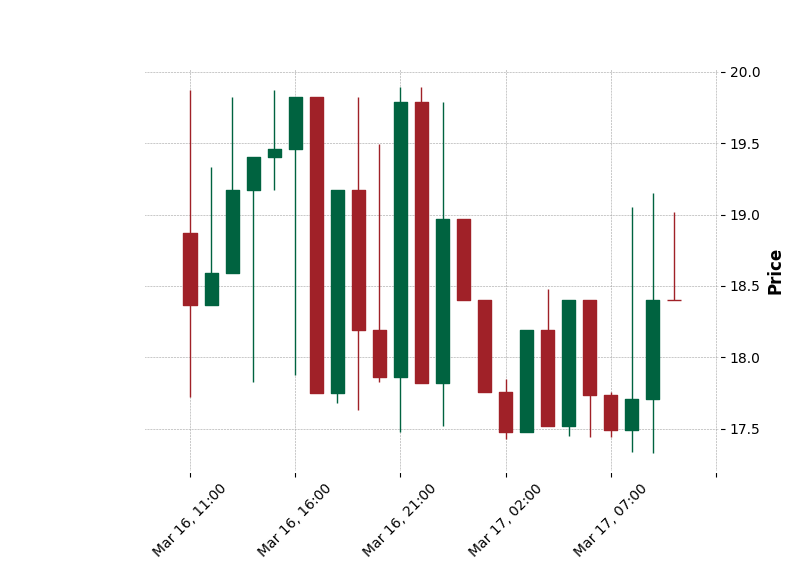 20.0
19.5
19.0
18.5
18.0
17.5
Price
Mar 16, 11:00
Mar 16, 16:00
Mar 16, 21:00
Mar 17, 02:00
Mar 17, 07:00